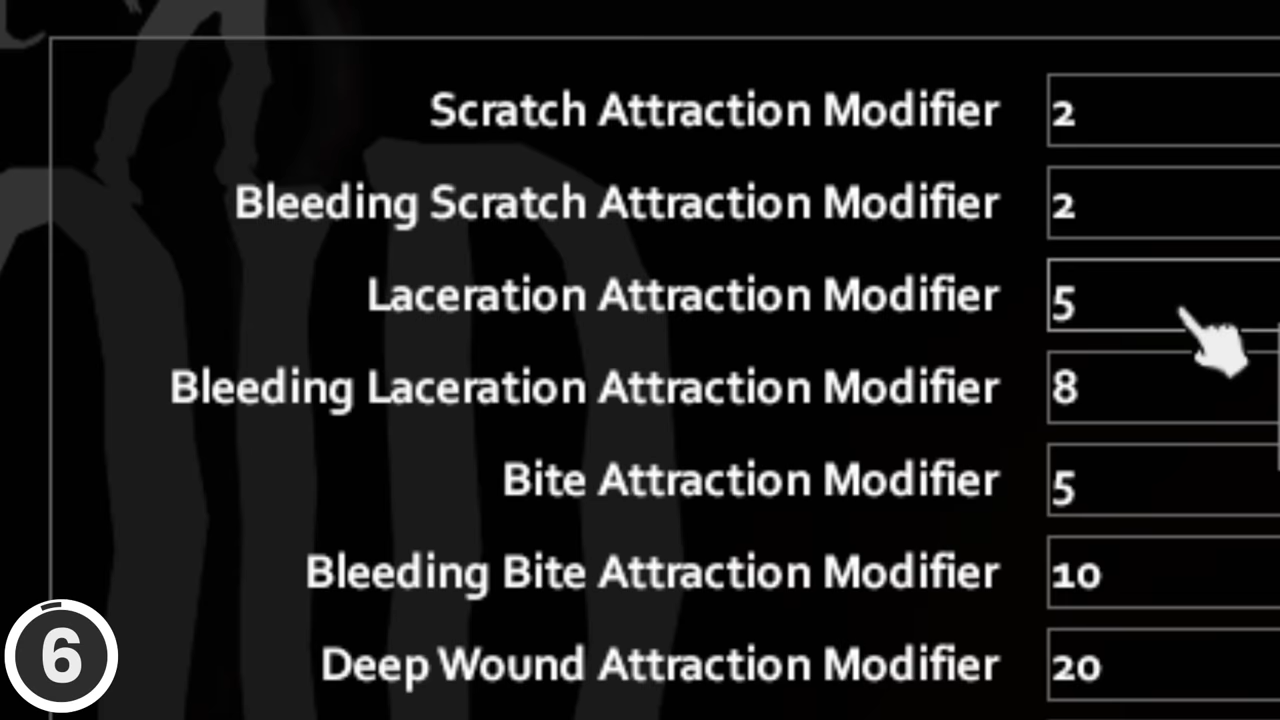 Scratch Attraction Modifier 2
Bleeding Scratch Attraction Modifier 2
Laceration Attraction Modifier 5
Bleeding Laceration Attraction Modifier 8
Bite Attraction Modifier 5
Bleeding Bite Attraction Modifier 10
Deep Wound Attraction Modifier 20
6